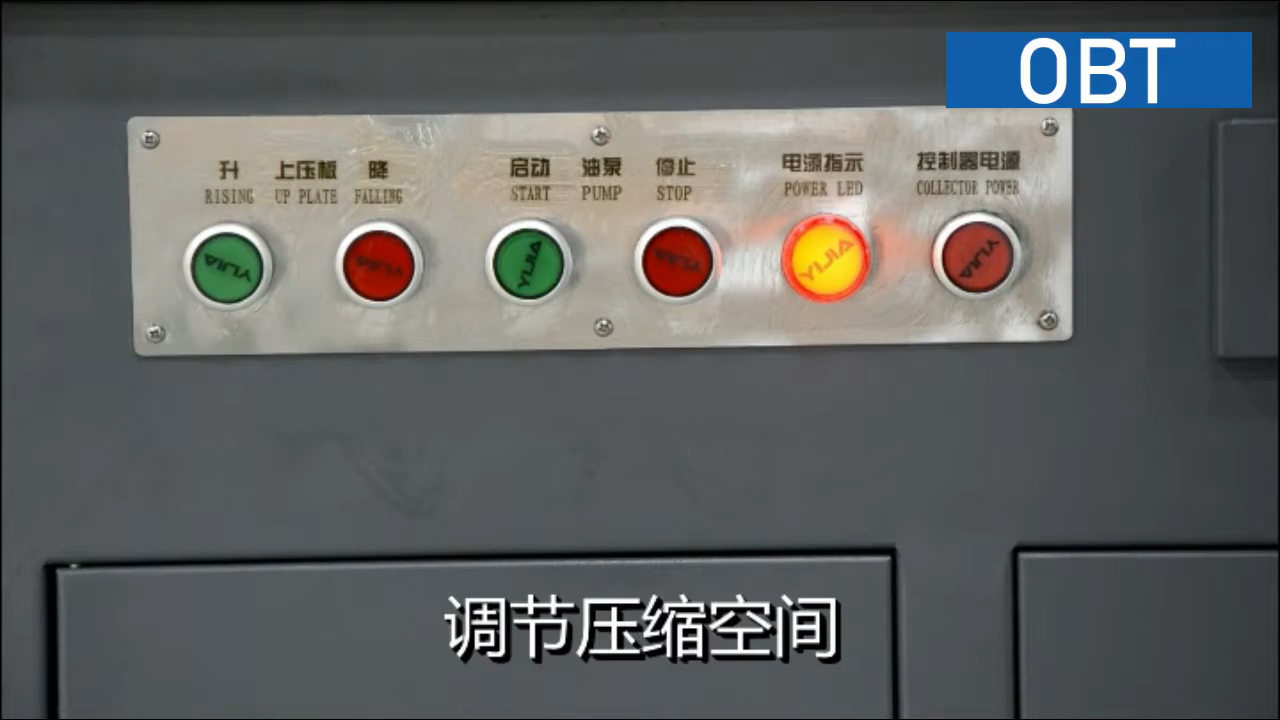 OBT
升 上压板 降 启动 油泵 停止 电源指示 控制器电源
RISING UP PLATE FALLING START PUMP STOP POWER LED COLLECTOR POWER
YIJIA YIJIA YIJIA YIJIA YIJIA YIJIA
调节压缩空间